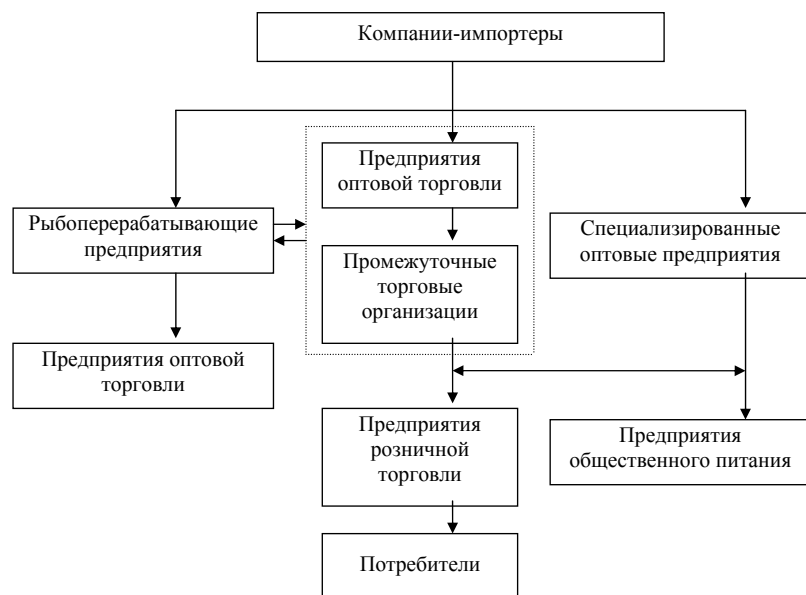 Компании-импортеры
Предприятия
оптовой торговли
Рыбоперерабатывающие
предприятия
Специализированные
оптовые предприятия
Промежуточные
торговые
организации
Предприятия оптовой
торговли
Предприятия
розничной
торговли
Предприятия
общественного питания
Потребители